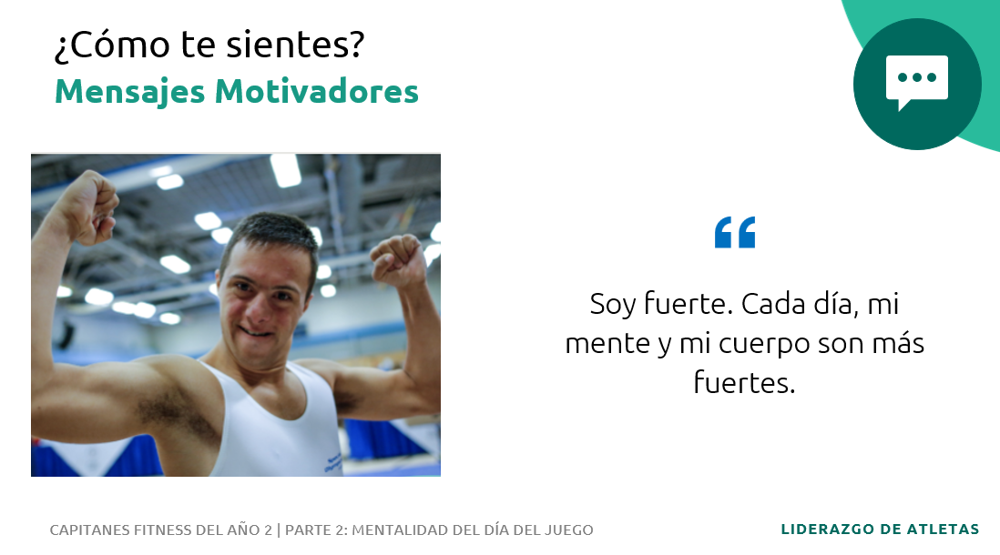 ¿Cómo te sientes?
Mensajes Motivadores
“
Soy fuerte. Cada día, mi
mente y mi cuerpo son más
fuertes.
CAPITANES FITNESS DEL AÑO 2 | PARTE 2: MENTALIDAD DEL DÍA DEL JUEGO
LIDERAZGO DE ATLETAS